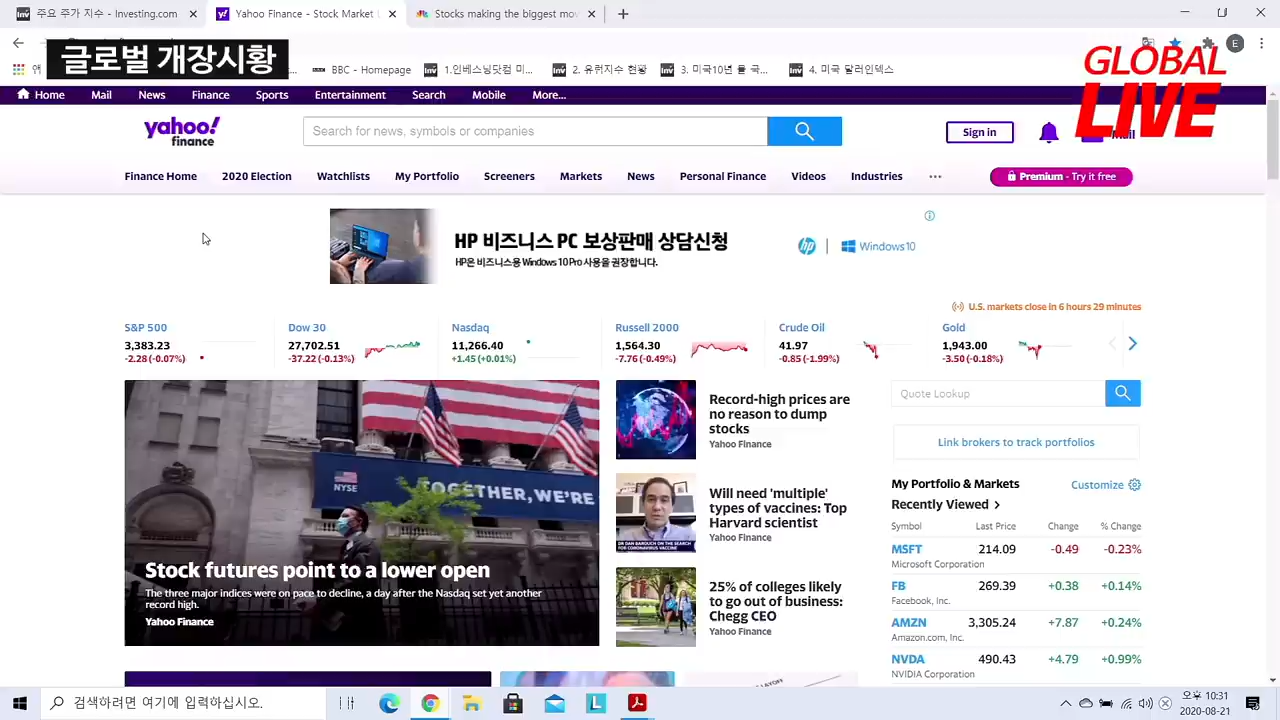 주요 주가 지수 - Inv
Yahoo Finance - Stock Market L
Stocks making the biggest mov
글로벌 개장시황
BBC - Homepage
1.인베스팅닷컴 미...
2. 유럽지수 현황
3. 미국10년 물 국...
4. 미국 달러인덱스
E
GLOBAL
LIVE
Home
Mail
News
Finance
Sports
Entertainment
Search
Mobile
More...
yahoo!
finance
Search for news, symbols or companies
Sign in
Mail
Finance Home
2020 Election
Watchlists
My Portfolio
Screeners
Markets
News
Personal Finance
Videos
Industries
...
Premium - Try it free
HP 비즈니스 PC 보상판매 상담신청
HP은 비즈니스용 Windows 10 Pro 사용을 권장합니다.
hp
Windows10
U.S. markets close in 6 hours 29 minutes
S&P 500
3,383.23
-2.28 (-0.07%)
Dow 30
27,702.51
-37.22 (-0.13%)
Nasdaq
11,266.40
+1.45 (+0.01%)
Russell 2000
1,564.30
-7.76 (-0.49%)
Crude Oil
41.97
-0.85 (-1.99%)
Gold
1,943.00
-3.50 (-0.18%)
NYSE
OGETHER, WE'RE
Stock futures point to a lower open
The three major indices were on pace to decline, a day after the Nasdaq set yet another
record high.
Yahoo Finance
Record-high prices are
no reason to dump
stocks
Yahoo Finance
DR DAN BAROUCH ON THE SEARCH
FOR CORONAVIRUS VACCINE
Will need 'multiple'
types of vaccines: Top
Harvard scientist
Yahoo Finance
25% of colleges likely
to go out of business:
Chegg CEO
Yahoo Finance
Quote Lookup
Link brokers to track portfolios
My Portfolio & Markets
Customize
Recently Viewed
Symbol Last Price Change % Change
MSFT 214.09 -0.49 -0.23%
Microsoft Corporation
FB 269.39 +0.38 +0.14%
Facebook, Inc.
AMZN 3,305.24 +7.87 +0.24%
Amazon.com, Inc.
NVDA 490.43 +4.79 +0.99%
NVIDIA Corporation
검색하려면 여기에 입력하십시오.
오후 10:31
2020-08-21